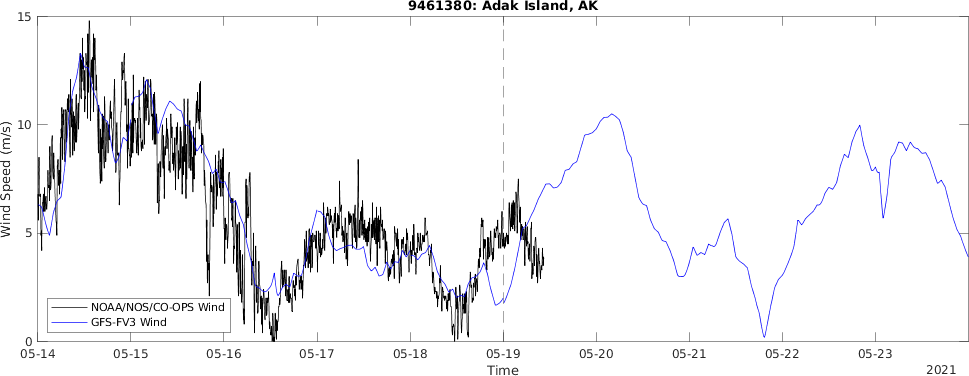 9461380: Adak Island, AK
15
10
5
0
Wind Speed (m/s)
NOAA/NOS/CO-OPS Wind
GFS-FV3 Wind
05-14 05-15 05-16 05-17 05-18 05-19 05-20 05-21 05-22 05-23
Time
2021